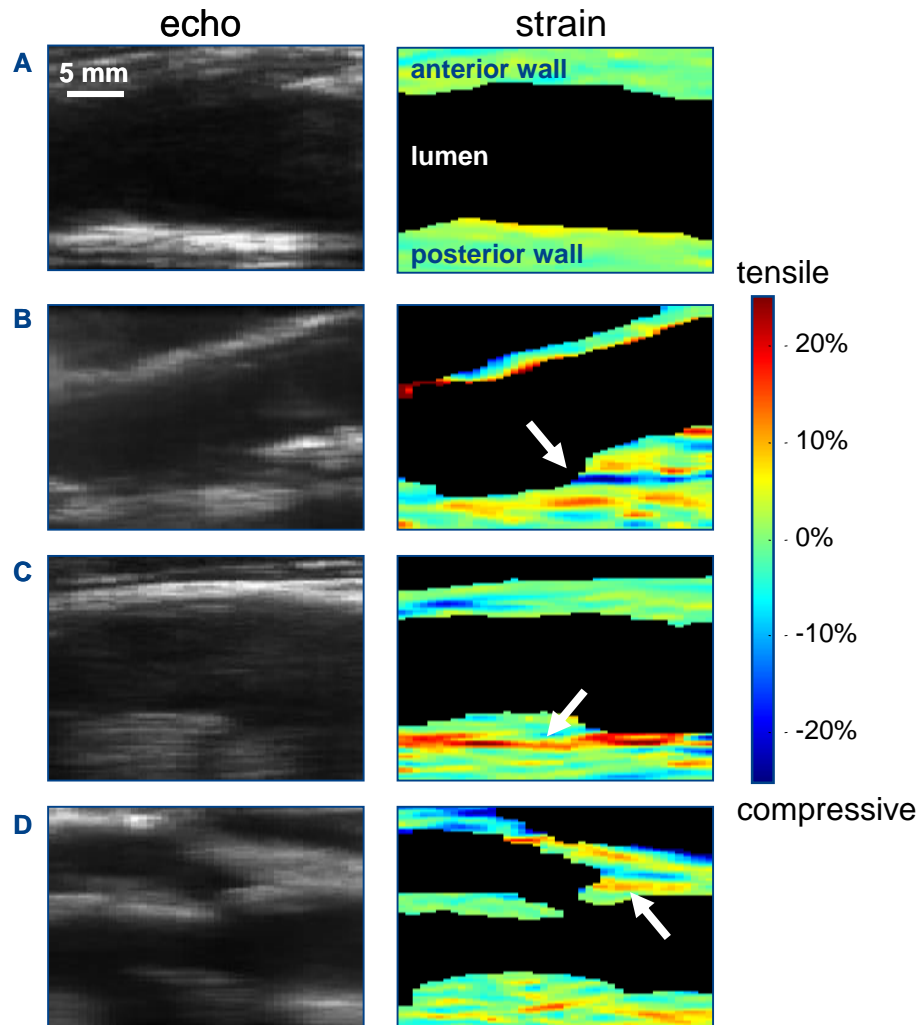 echo
strain
A
5 mm
anterior wall
lumen
posterior wall
tensile
B
20%
10%
0%
C
-10%
-20%
compressive
D